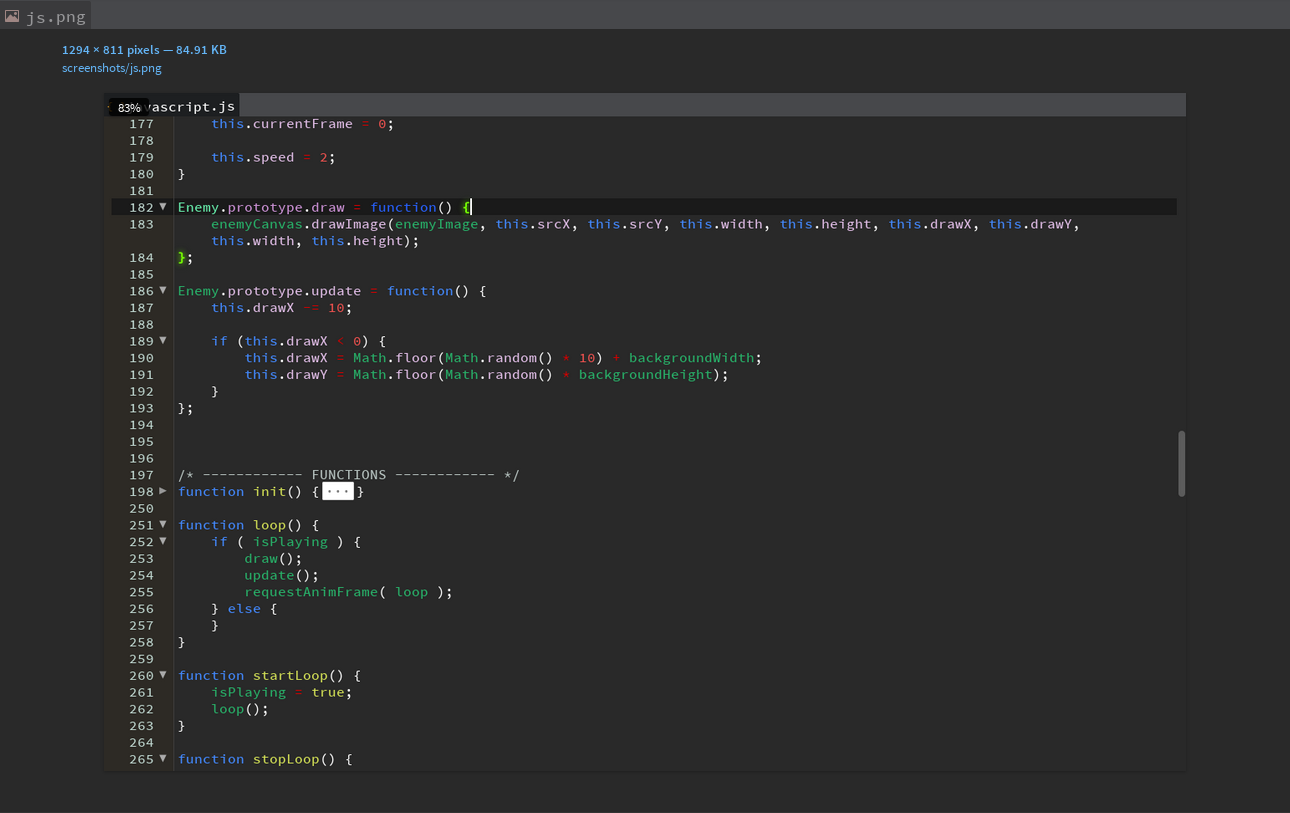 js.png
1294 × 811 pixels — 84.91 KB
screenshots/js.png
83% vascript.js
177 this.currentFrame = 0;
178
179 this.speed = 2;
180 }
181
182 Enemy.prototype.draw = function() {
183 enemyCanvas.drawImage(enemyImage, this.srcX, this.srcY, this.width, this.height, this.drawX, this.drawY,
this.width, this.height);
184 };
185
186 Enemy.prototype.update = function() {
187 this.drawX -= 10;
188
189 if (this.drawX < 0) {
190 this.drawX = Math.floor(Math.random() * 10) + backgroundWidth;
191 this.drawY = Math.floor(Math.random() * backgroundHeight);
192 }
193 };
194
195
196
197 /* ------------ FUNCTIONS ------------ */
198 function init() {···}
250
251 function loop() {
252 if ( isPlaying ) {
253 draw();
254 update();
255 requestAnimFrame( loop );
256 } else {
257 }
258 }
259
260 function startLoop() {
261 isPlaying = true;
262 loop();
263 }
264
265 function stopLoop() {